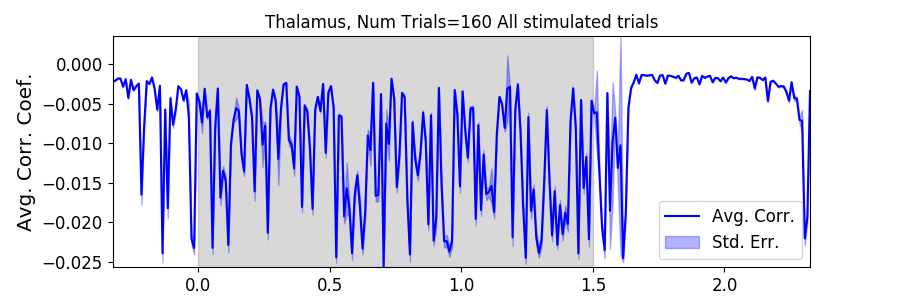 Thalamus, Num Trials=160 All stimulated trials
Avg. Corr. Coef.
0.000
−0.005
−0.010
−0.015
−0.020
−0.025
0.0
0.5
1.0
1.5
2.0
Avg. Corr.
Std. Err.